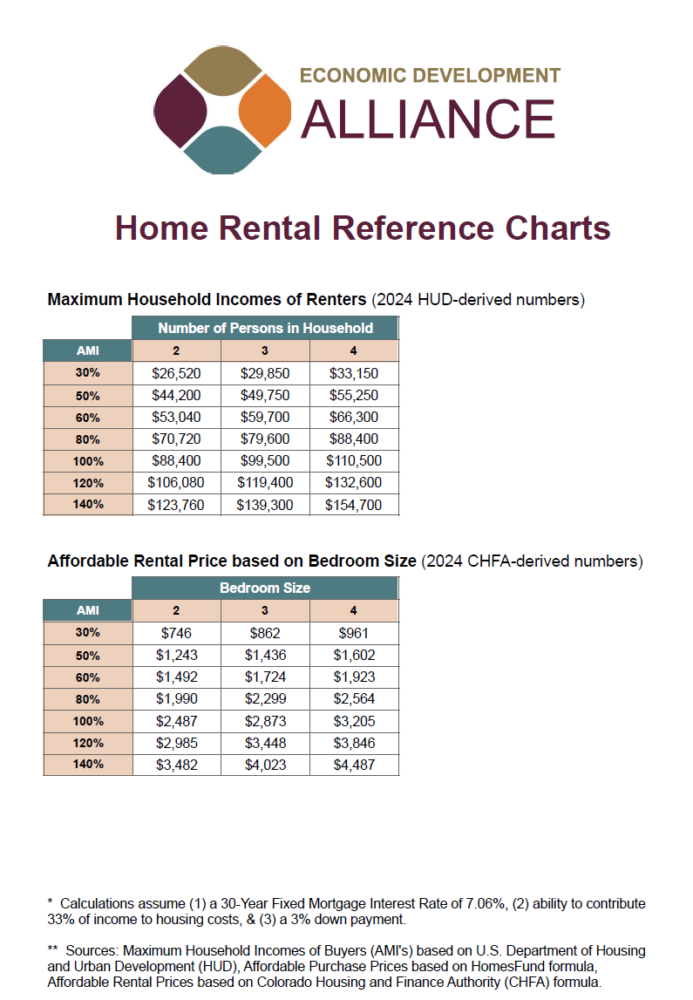 ECONOMIC DEVELOPMENT
ALLIANCE
Home Rental Reference Charts
Maximum Household Incomes of Renters (2024 HUD-derived numbers)
Number of Persons in Household
AMI 2 3 4
30% $26,520 $29,850 $33,150
50% $44,200 $49,750 $55,250
60% $53,040 $59,700 $66,300
80% $70,720 $79,600 $88,400
100% $88,400 $99,500 $110,500
120% $106,080 $119,400 $132,600
140% $123,760 $139,300 $154,700
Affordable Rental Price based on Bedroom Size (2024 CHFA-derived numbers)
Bedroom Size
AMI 2 3 4
30% $746 $862 $961
50% $1,243 $1,436 $1,602
60% $1,492 $1,724 $1,923
80% $1,990 $2,299 $2,564
100% $2,487 $2,873 $3,205
120% $2,985 $3,448 $3,846
140% $3,482 $4,023 $4,487
* Calculations assume (1) a 30-Year Fixed Mortgage Interest Rate of 7.06%, (2) ability to contribute
33% of income to housing costs, & (3) a 3% down payment.
** Sources: Maximum Household Incomes of Buyers (AMI's) based on U.S. Department of Housing
and Urban Development (HUD), Affordable Purchase Prices based on HomesFund formula,
Affordable Rental Prices based on Colorado Housing and Finance Authority (CHFA) formula.